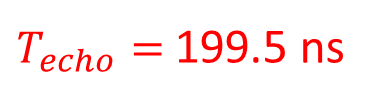 T_echo = 199.5 ns